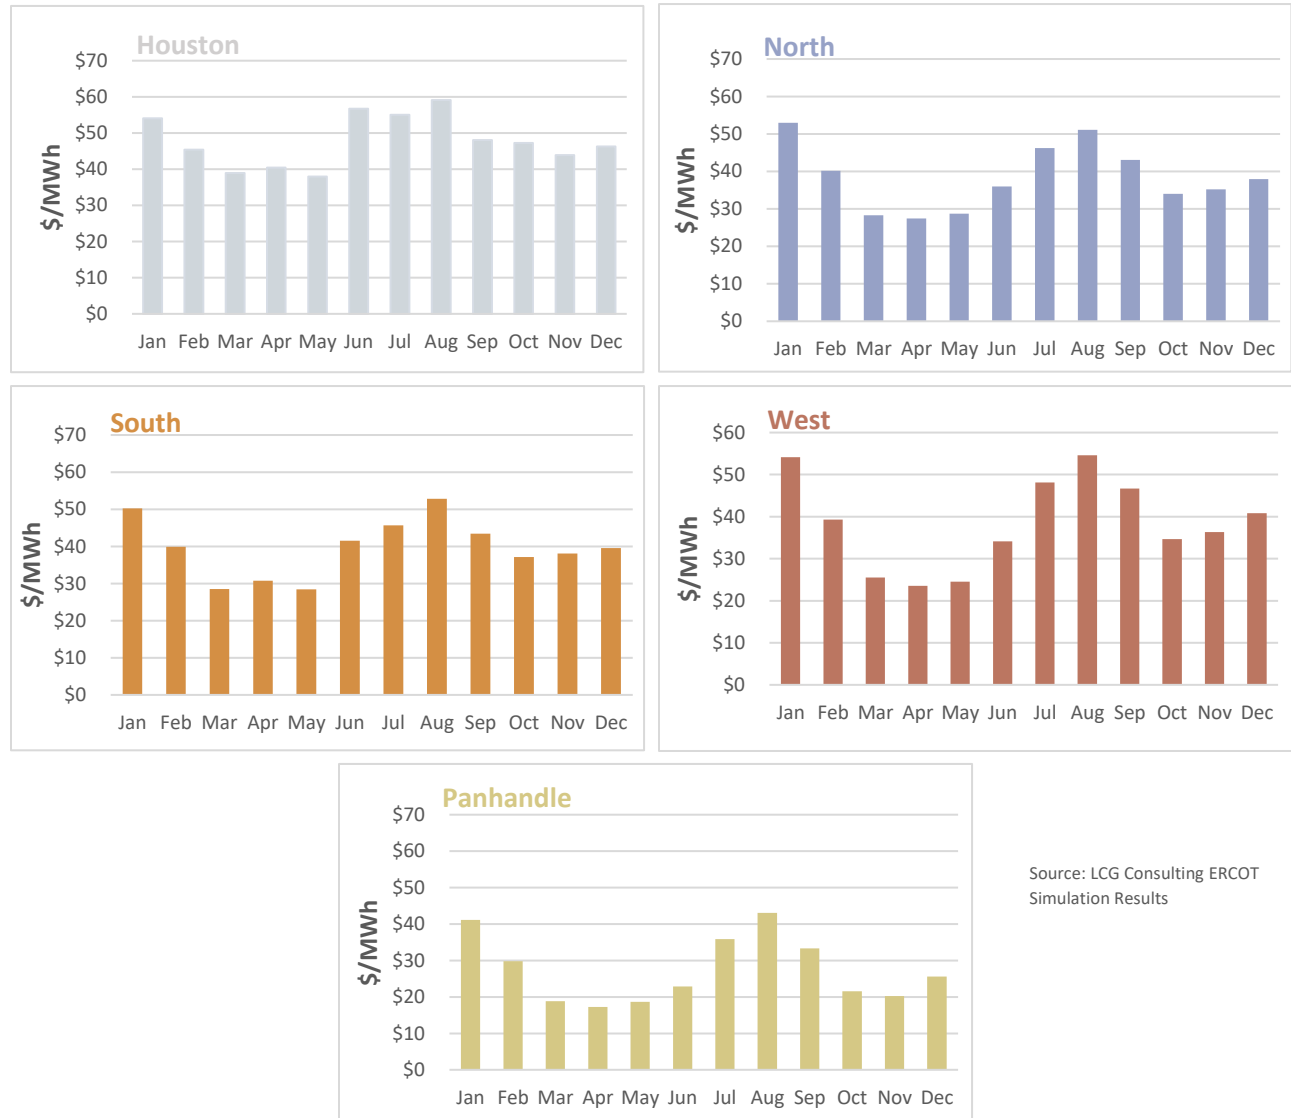 Houston
$70
$60
$50
$40
$30
$20
$10
$0
$/MWh
Jan Feb Mar Apr May Jun Jul Aug Sep Oct Nov Dec
North
$70
$60
$50
$40
$30
$20
$10
$0
$/MWh
Jan Feb Mar Apr May Jun Jul Aug Sep Oct Nov Dec
South
$70
$60
$50
$40
$30
$20
$10
$0
$/MWh
Jan Feb Mar Apr May Jun Jul Aug Sep Oct Nov Dec
West
$60
$50
$40
$30
$20
$10
$0
$/MWh
Jan Feb Mar Apr May Jun Jul Aug Sep Oct Nov Dec
Panhandle
$70
$60
$50
$40
$30
$20
$10
$0
$/MWh
Jan Feb Mar Apr May Jun Jul Aug Sep Oct Nov Dec
Source: LCG Consulting ERCOT
Simulation Results